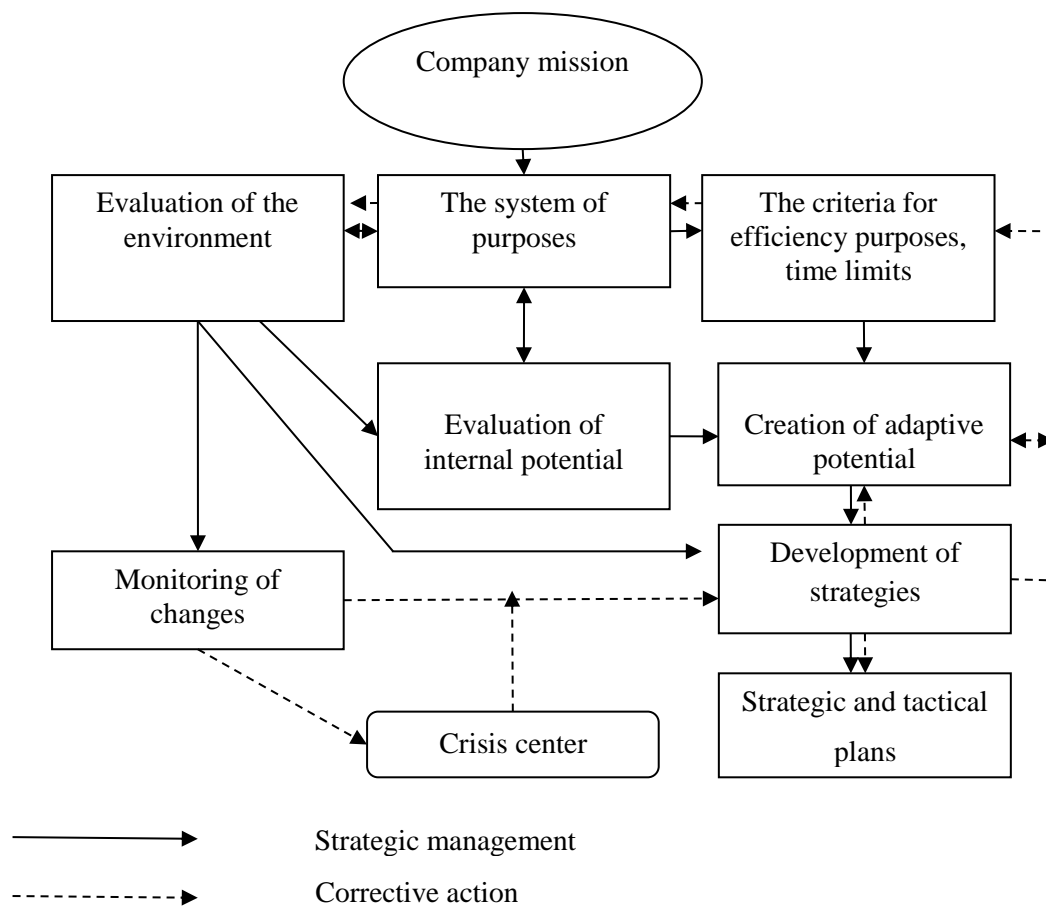 Company mission
Evaluation of the
environment
The system of
purposes
The criteria for
efficiency purposes,
time limits
Evaluation of
internal potential
Creation of adaptive
potential
Monitoring of
changes
Development of
strategies
Crisis center
Strategic and tactical
plans
Strategic management
Corrective action